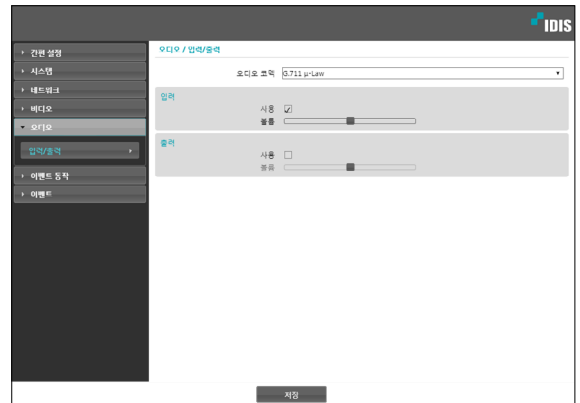 IDIS
간편 설정
시스템
네트워크
비디오
오디오
입력/출력
이벤트 동작
이벤트
오디오 / 입력/출력
오디오 코덱 G.711 μ-Law
입력
사용
볼륨
출력
사용
볼륨
저장